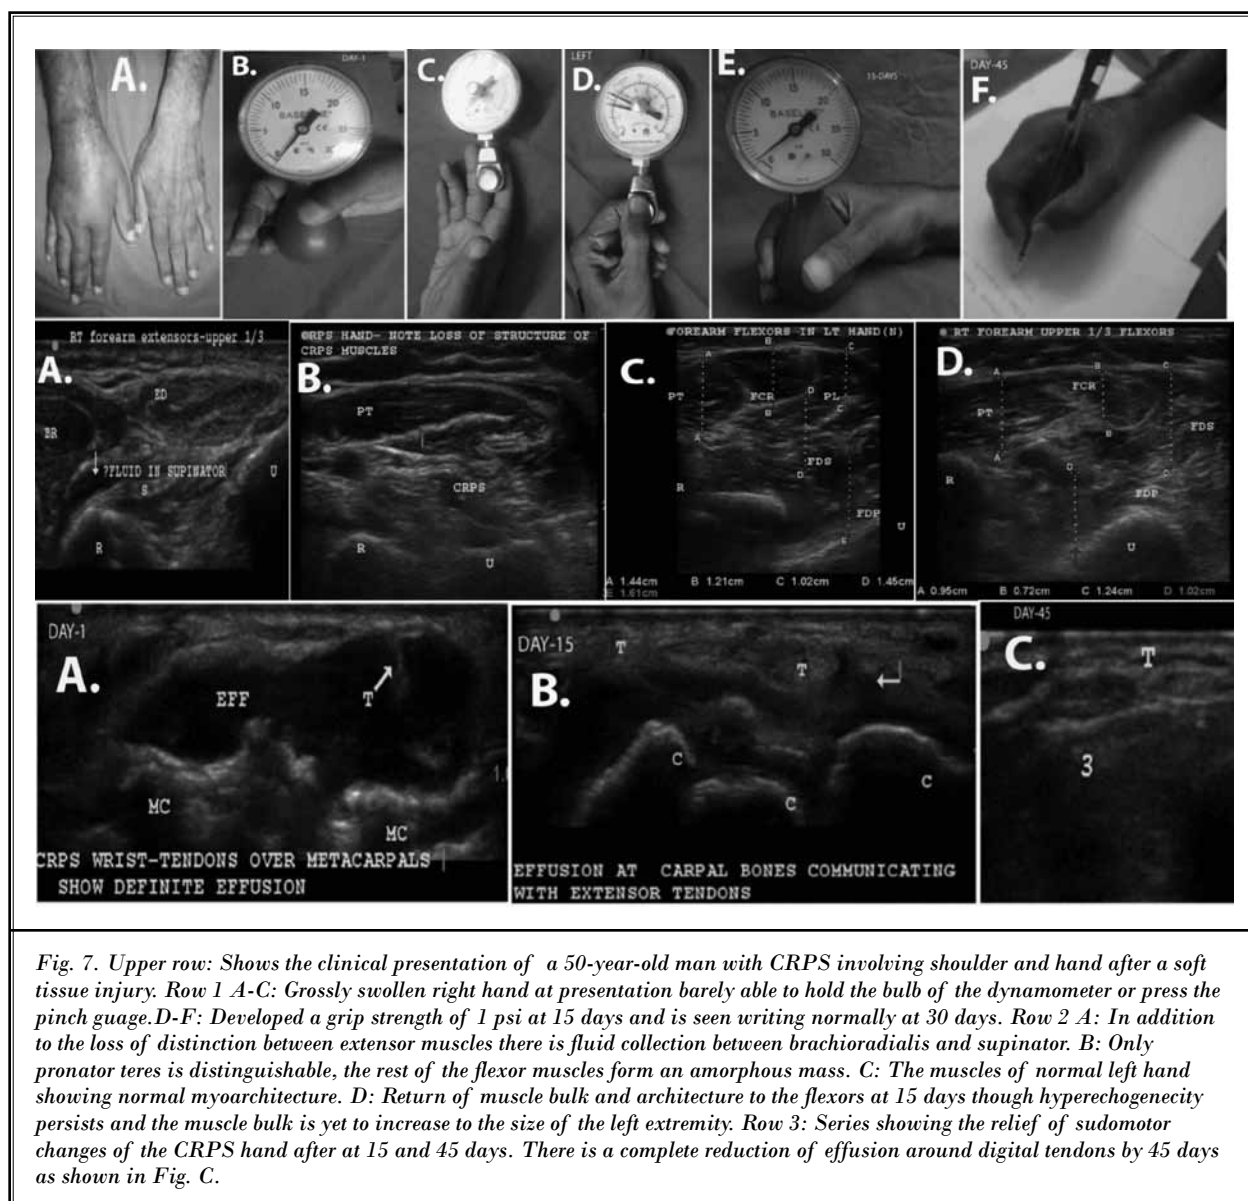 A.
B.
DAY-1
C.
LEFT
D.
E.
15-DAYS
DAY-45
F.
5
10
15
20
BASELINE
CE
5
10
15
20
30
BASELINE
CE
RT forearm extensors-upper 1/3
A.
ED
BR
?FLUID IN SUPINATOR
S
U
R
CRPS HAND- NOTE LOSS OF STRUCTURE OF
CRPS MUSCLES
B.
PT
CRPS
R
U
FOREARM FLEXORS IN LT HAND(N)
C.
A
B
C
PT
FCR
D
PL
B
C
A
FDS
D
R
FDP
U
E
A 1.44cm B 1.21cm C 1.02cm D 1.45cm
E 1.61cm
RT FOREARM UPPER 1/3 FLEXORS
D.
A
B
C
FCR
PT
FDS
B
A
D
C
R
FDP
U
A 0.95cm B 0.72cm C 1.24cm D 1.02cm
DAY-1
A.
EFF
T
MC
MC
CRPS WRIST-TENDONS OVER METACARPALS
SHOW DEFINITE EFFUSION
DAY-15
T
B.
T
C
C
C
EFFUSION AT CARPAL BONES COMMUNICATING
WITH EXTENSOR TENDONS
DAY-45
C.
T
3
Fig. 7. Upper row: Shows the clinical presentation of a 50-year-old man with CRPS involving shoulder and hand after a soft
tissue injury. Row 1 A-C: Grossly swollen right hand at presentation barely able to hold the bulb of the dynamometer or press the
pinch guage.D-F: Developed a grip strength of 1 psi at 15 days and is seen writing normally at 30 days. Row 2 A: In addition
to the loss of distinction between extensor muscles there is fluid collection between brachioradialis and supinator. B: Only
pronator teres is distinguishable, the rest of the flexor muscles form an amorphous mass. C: The muscles of normal left hand
showing normal myoarchitecture. D: Return of muscle bulk and architecture to the flexors at 15 days though hyperechogenecity
persists and the muscle bulk is yet to increase to the size of the left extremity. Row 3: Series showing the relief of sudomotor
changes of the CRPS hand after at 15 and 45 days. There is a complete reduction of effusion around digital tendons by 45 days
as shown in Fig. C.